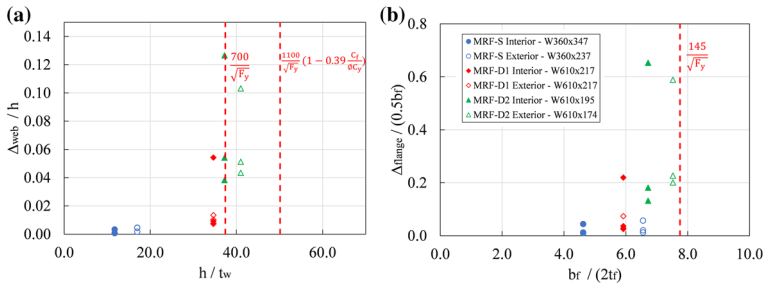 (a)
Δweb / h
0.14
0.12
0.10
0.08
0.06
0.04
0.02
0.00
0.0 20.0 40.0 60.0
h / tw
700/√Fy
1100/√Fy (1 − 0.39 Cf/ØCy)
(b)
Δflange / (0.5bf)
0.8
0.6
0.4
0.2
0.0
0.0 2.0 4.0 6.0 8.0 10.0
bf / (2tf)
MRF-S Interior - W360x347
MRF-S Exterior - W360x237
MRF-D1 Interior - W610x217
MRF-D1 Exterior - W610x217
MRF-D2 Interior - W610x195
MRF-D2 Exterior - W610x174
145/√Fy